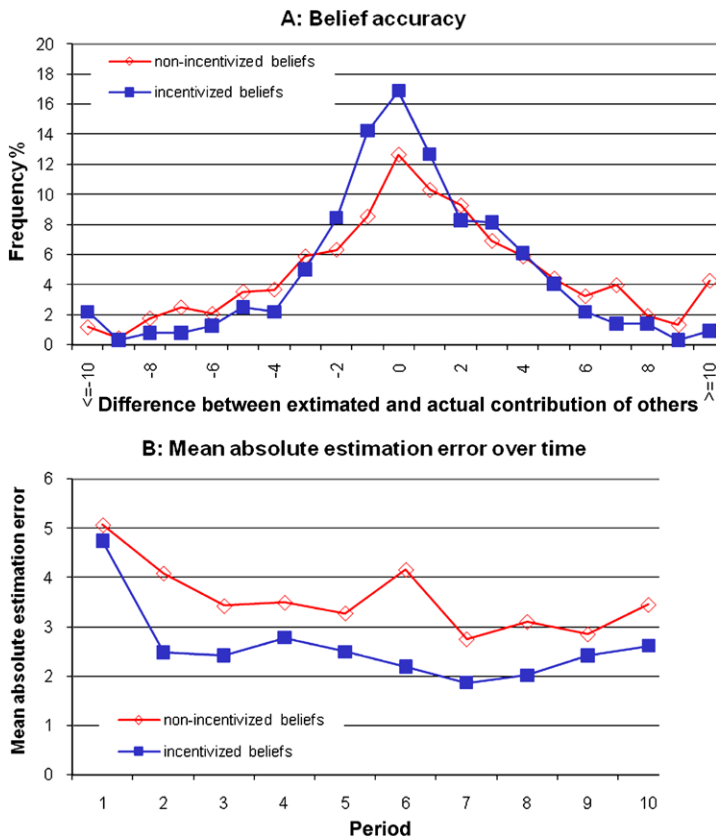 A: Belief accuracy
20
18
16
14
12
10
8
6
4
2
0
Frequency %
non-incentivized beliefs
incentivized beliefs
<=-10
-8
-6
-4
-2
0
2
4
6
8
>=10
Difference between extimated and actual contribution of others
B: Mean absolute estimation error over time
6
5
4
3
2
1
0
Mean absolute estimation error
non-incentivized beliefs
incentivized beliefs
1 2 3 4 5 6 7 8 9 10
Period